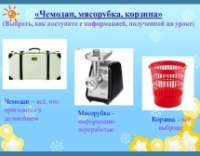 «Чемодан, мясорубка, корзина»
(Выбрать, как поступите с информацией, полученной на уроке)
Чемодан – всё, что
пригодится в
дальнейшем
Мясорубка -
информацию
переработаю
Корзина – всё
выброшу